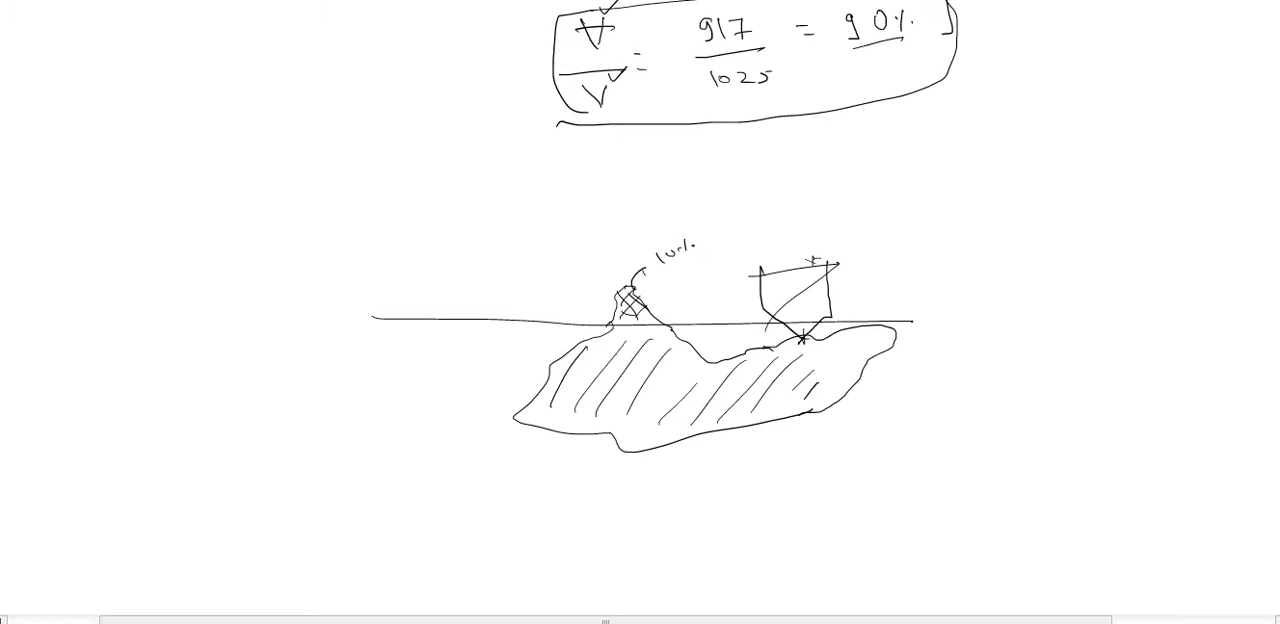 V/V = 917/1025 = 90%
10%